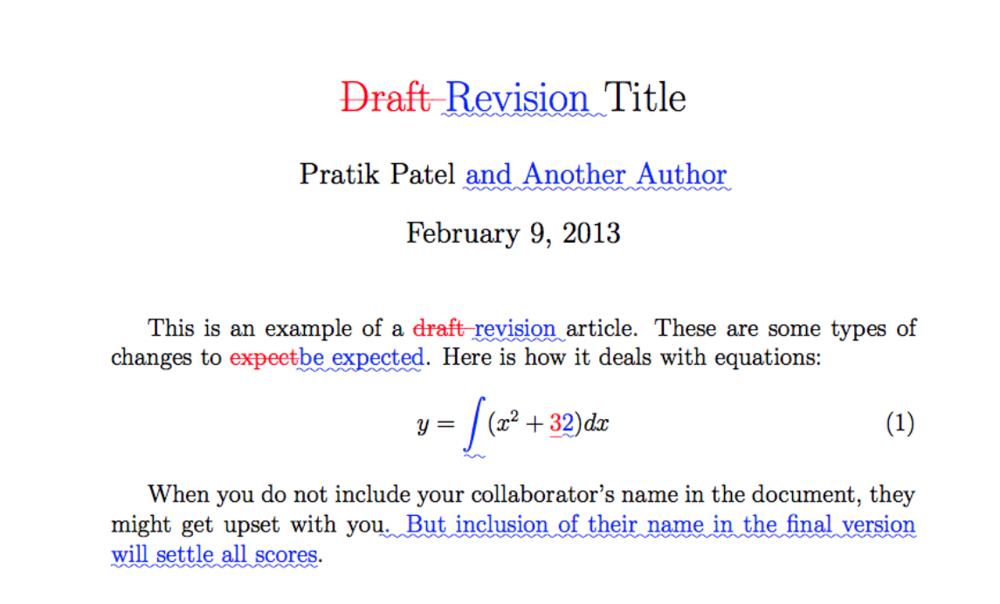 Draft Revision Title
Pratik Patel and Another Author
February 9, 2013
This is an example of a draft revision article. These are some types of
changes to expectbe expected. Here is how it deals with equations:
y = ∫(x² + 32)dx (1)
When you do not include your collaborator's name in the document, they
might get upset with you. But inclusion of their name in the final version
will settle all scores.